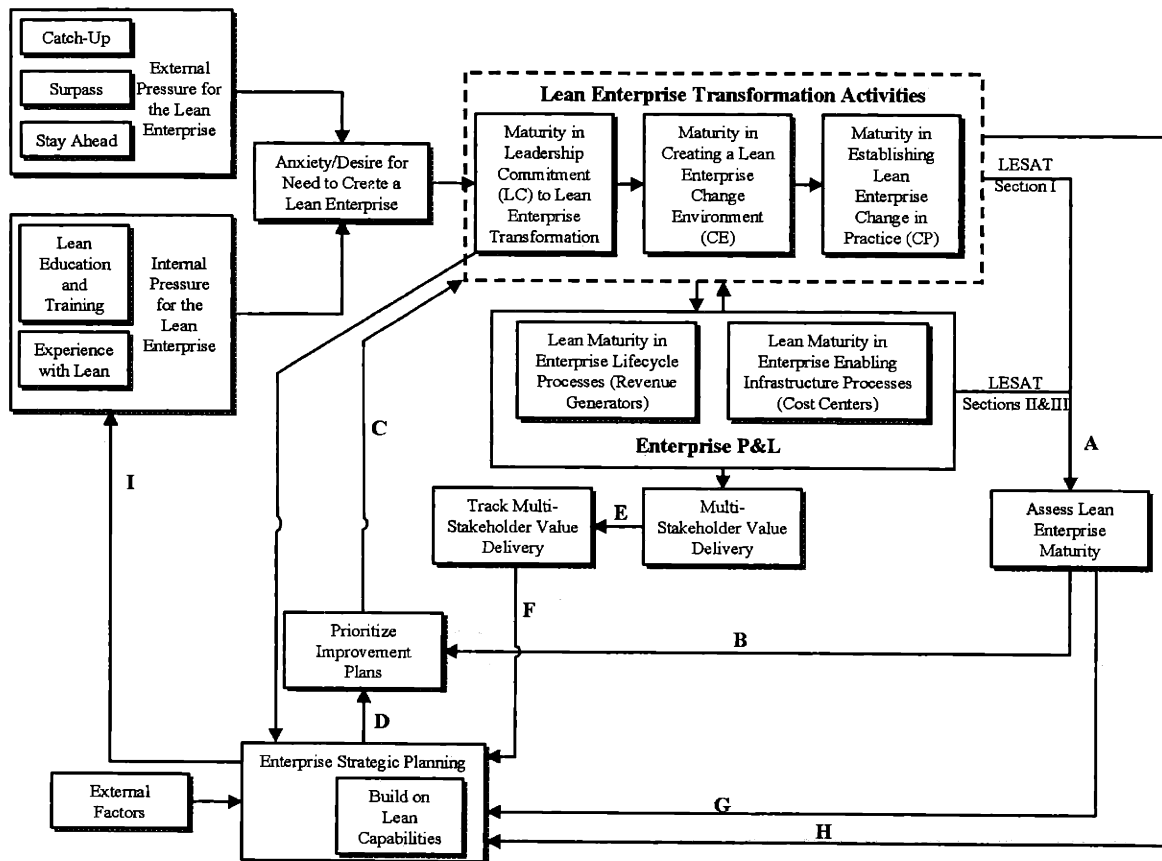 Catch-Up
Surpass
Stay Ahead
External
Pressure for
the Lean
Enterprise
Lean
Education
and
Training
Experience
with Lean
Internal
Pressure
for the
Lean
Enterprise
Anxiety/Desire for
Need to Create a
Lean Enterprise
Lean Enterprise Transformation Activities
Maturity in
Leadership
Commitment
(LC) to Lean
Enterprise
Transformation
Maturity in
Creating a Lean
Enterprise
Change
Environment
(CE)
Maturity in
Establishing
Lean
Enterprise
Change in
Practice (CP)
LESAT
Section I
Lean Maturity in
Enterprise Lifecycle
Processes (Revenue
Generators)
Lean Maturity in
Enterprise Enabling
Infrastructure Processes
(Cost Centers)
Enterprise P&L
LESAT
Sections II&III
A
Assess Lean
Enterprise
Maturity
Multi-
Stakeholder Value
Delivery
E
Track Multi-
Stakeholder Value
Delivery
F
C
I
B
Prioritize
Improvement
Plans
D
Enterprise Strategic Planning
Build on
Lean
Capabilities
External
Factors
G
H